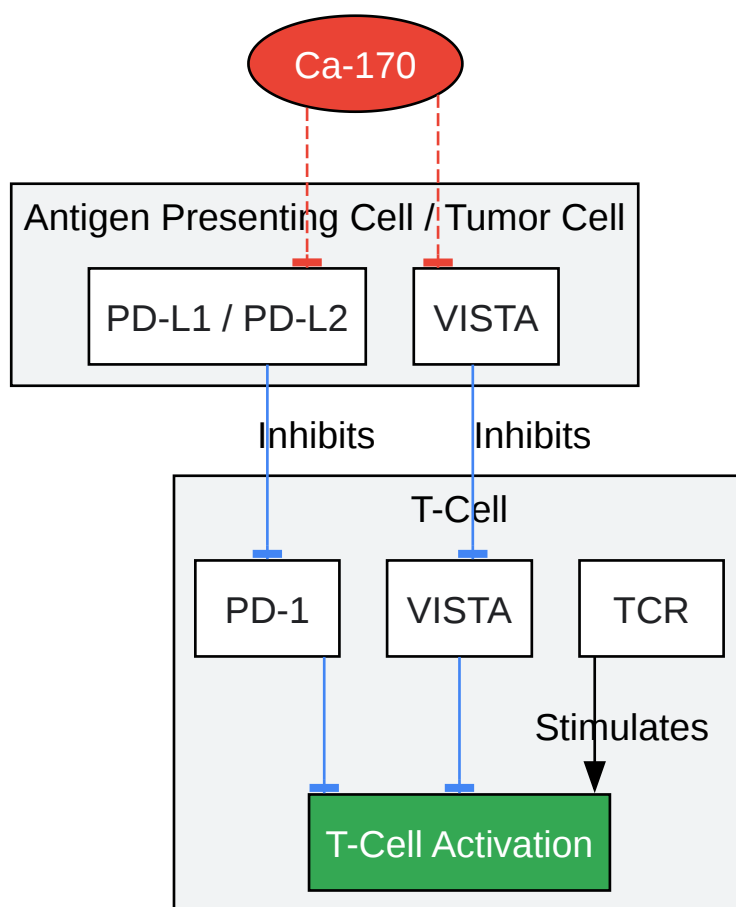 Ca-170
Antigen Presenting Cell / Tumor Cell
PD-L1 / PD-L2
VISTA
Inhibits
Inhibits
T-Cell
PD-1
VISTA
TCR
Stimulates
T-Cell Activation